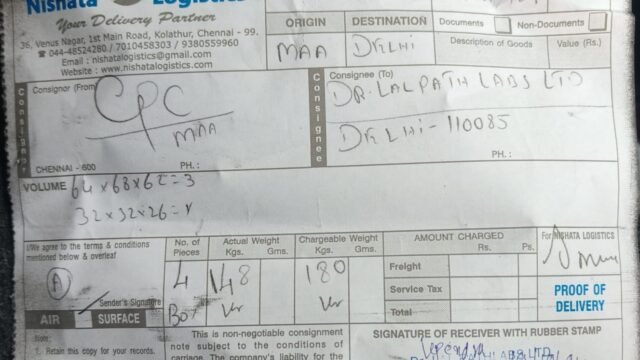 Nishata Logistics
Your Delivery Partner
36, Venus Nagar, 1st Main Road, Kolathur, Chennai - 99.
☎ 044-48524280 / 7010458303 / 9380559960
Email : nishatalogistics@gmail.com
Website : www.nishatalogistics.com
ORIGIN
MAA
DESTINATION
DELHI
Documents
Non-Documents
Description of Goods
Value (Rs.)
Consignor
Consignor (From)
CPC
MAA
CHENNAI - 600
PH. :
Consignee
Consignee (To)
DR. LALPATH LABS LTD
DELHI - 110085
PH. :
VOLUME
64 x 68 x 62 = 3
32 x 32 x 26 = 1
I/We agree to the terms & conditions
mentioned below & overleaf
A
Sender's Signature
AIR
SURFACE
No. of Pieces
4
Box
Actual Weight
Kgs. Gms.
148
Chargeable Weight
Kgs. Gms.
180
AMOUNT CHARGED
Rs. Ps.
Freight
Service Tax
Total
For NISHATA LOGISTICS
PROOF OF
DELIVERY
Note :
1. Retain this copy for your records.
This is non-negotiable consignment
note subject to the conditions of
carriage. The company's liability for the
SIGNATURE OF RECEIVER WITH RUBBER STAMP